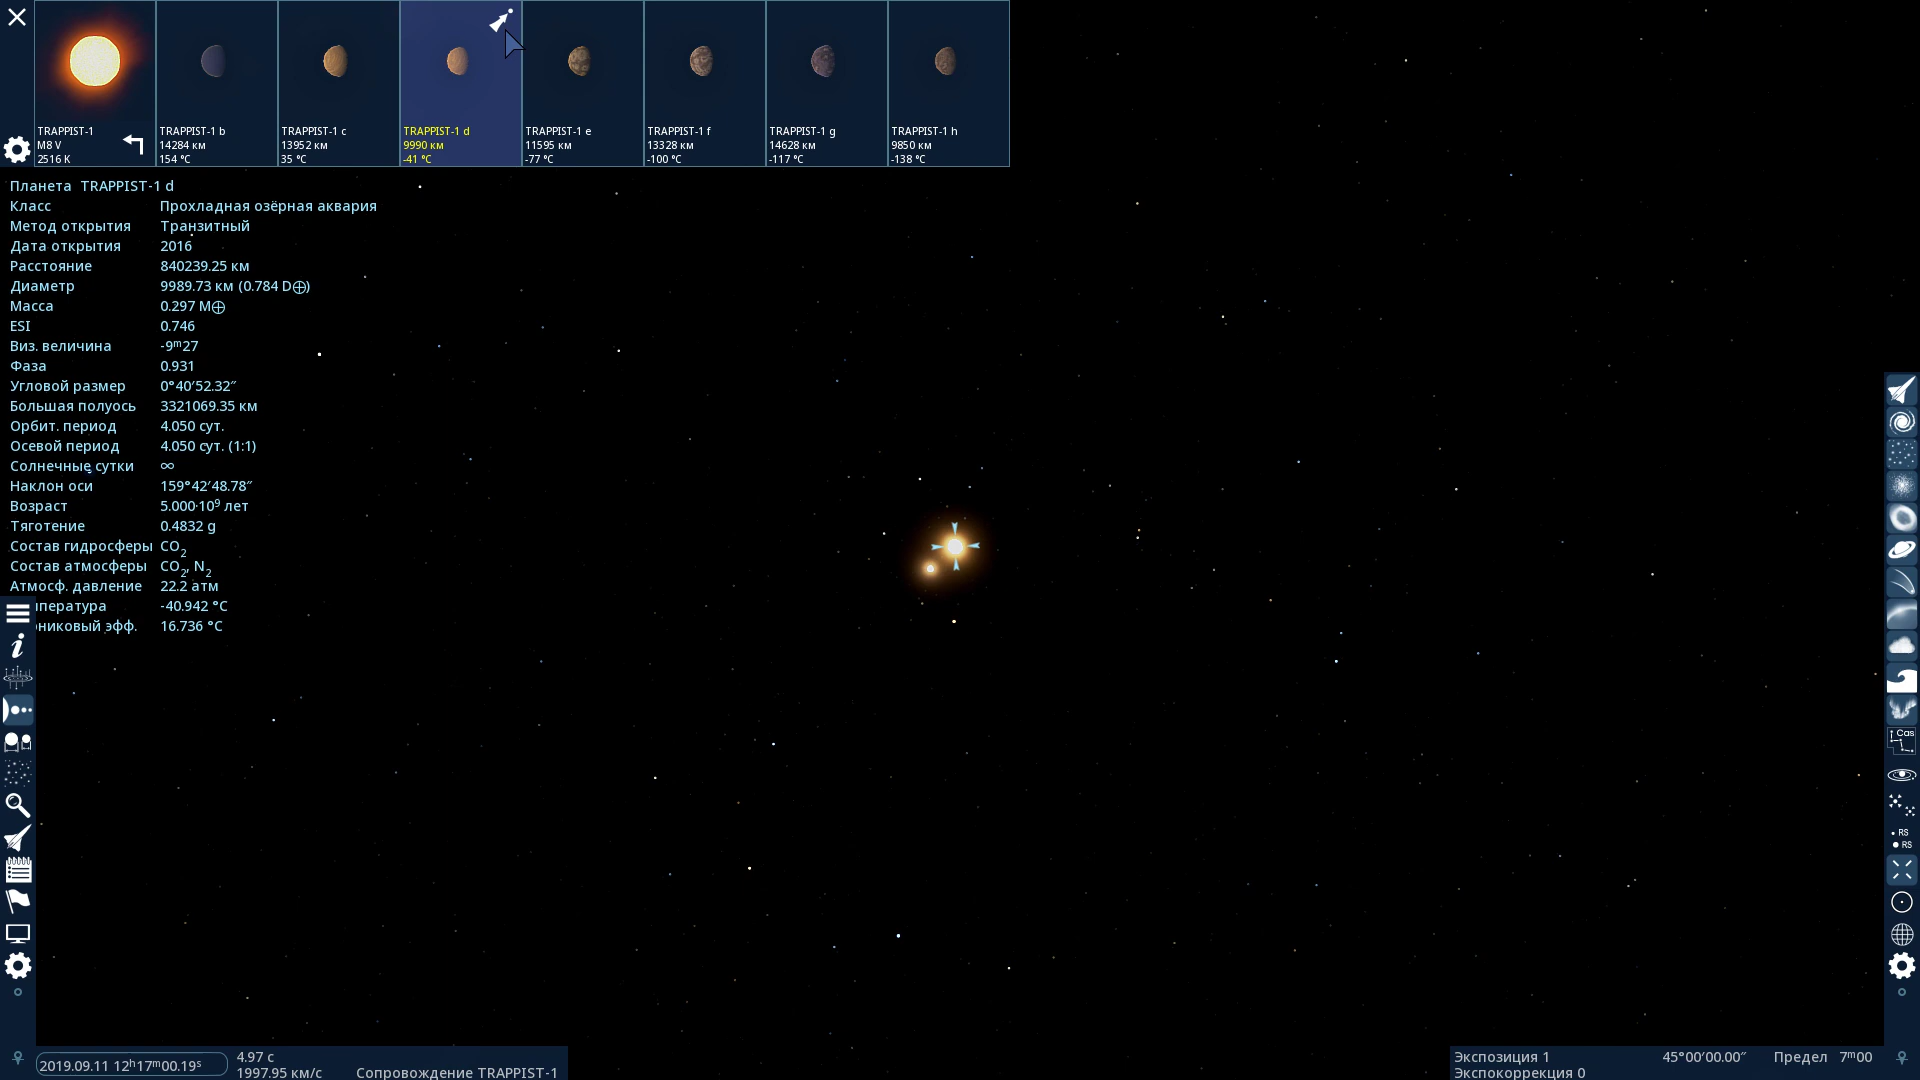 TRAPPIST-1
M8 V
2516 K
TRAPPIST-1 b
14284 км
154 °C
TRAPPIST-1 c
13952 км
35 °C
TRAPPIST-1 d
9990 км
-41 °C
TRAPPIST-1 e
11595 км
-77 °C
TRAPPIST-1 f
13328 км
-100 °C
TRAPPIST-1 g
14628 км
-117 °C
TRAPPIST-1 h
9850 км
-138 °C
Планета TRAPPIST-1 d
Класс Прохладная озёрная аквария
Метод открытия Транзитный
Дата открытия 2016
Расстояние 840239.25 км
Диаметр 9989.73 км (0.784 D⊕)
Масса 0.297 M⊕
ESI 0.746
Виз. величина -9ᵐ27
Фаза 0.931
Угловой размер 0°40′52.32″
Большая полуось 3321069.35 км
Орбит. период 4.050 сут.
Осевой период 4.050 сут. (1:1)
Солнечные сутки ∞
Наклон оси 159°42′48.78″
Возраст 5.000·10⁹ лет
Тяготение 0.4832 g
Состав гидросферы CO₂
Состав атмосферы CO₂, N₂
Атмосф. давление 22.2 атм
пература -40.942 °C
никовый эфф. 16.736 °C
Cas
RS
RS
2019.09.11 12ʰ17ᵐ00.19ˢ
4.97 с
1997.95 км/с Сопровождение TRAPPIST-1
Экспозиция 1 45°00′00.00″ Предел 7ᵐ00
Экспокоррекция 0